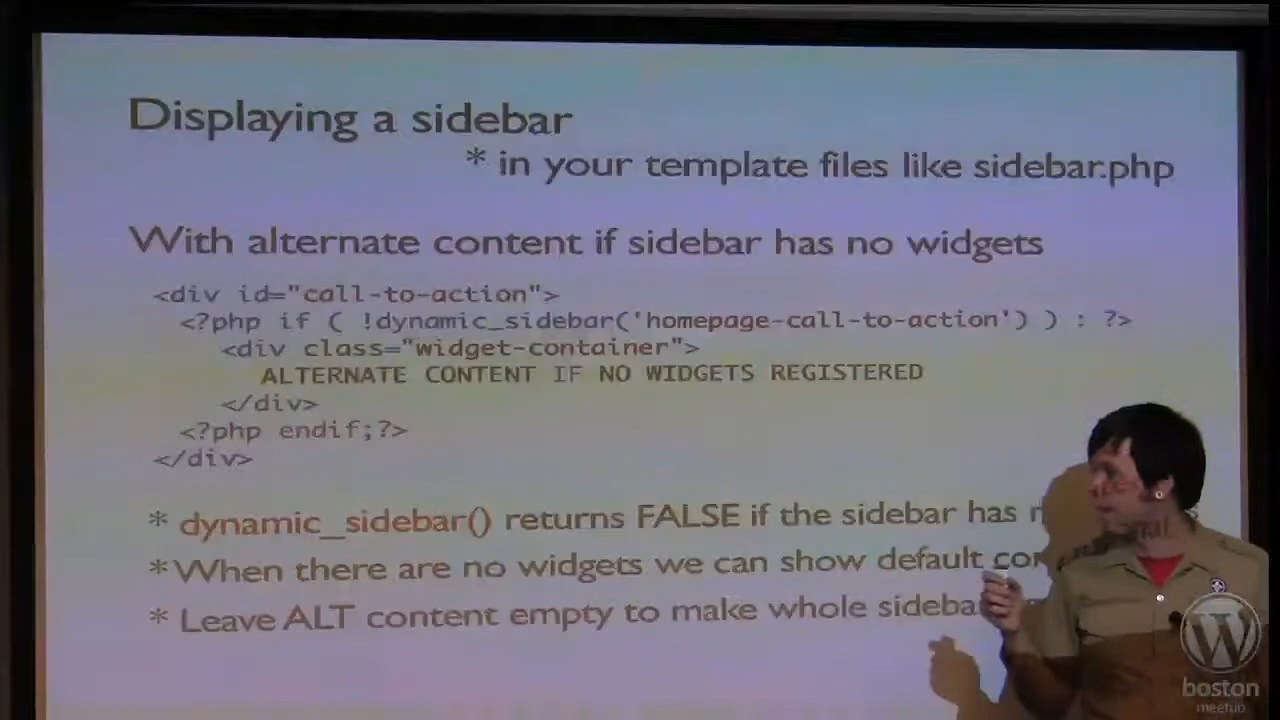 Displaying a sidebar
* in your template files like sidebar.php
With alternate content if sidebar has no widgets
<div id="call-to-action">
<?php if ( !dynamic_sidebar('homepage-call-to-action') ) : ?>
<div class="widget-container">
ALTERNATE CONTENT IF NO WIDGETS REGISTERED
</div>
<?php endif;?>
</div>
* dynamic_sidebar() returns FALSE if the sidebar has
* When there are no widgets we can show default
* Leave ALT content empty to make whole
boston
meetup